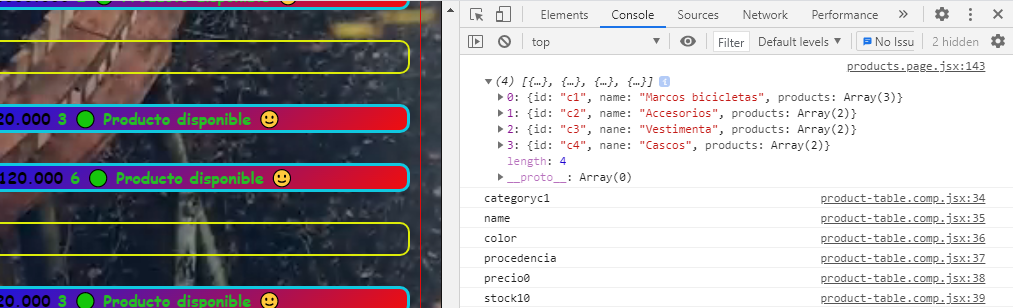 Elements Console Sources Network Performance »
top Filter Default levels No Issu 2 hidden
products.page.jsx:143
(4) [{…}, {…}, {…}, {…}]
0: {id: "c1", name: "Marcos bicicletas", products: Array(3)}
1: {id: "c2", name: "Accesorios", products: Array(2)}
2: {id: "c3", name: "Vestimenta", products: Array(2)}
3: {id: "c4", name: "Cascos", products: Array(2)}
length: 4
__proto__: Array(0)
categoryc1 product-table.comp.jsx:34
name product-table.comp.jsx:35
color product-table.comp.jsx:36
procedencia product-table.comp.jsx:37
precio0 product-table.comp.jsx:38
stock10 product-table.comp.jsx:39
Producto disponible
20.000 3 Producto disponible
120.000 6 Producto disponible
20.000 3 Producto disponible